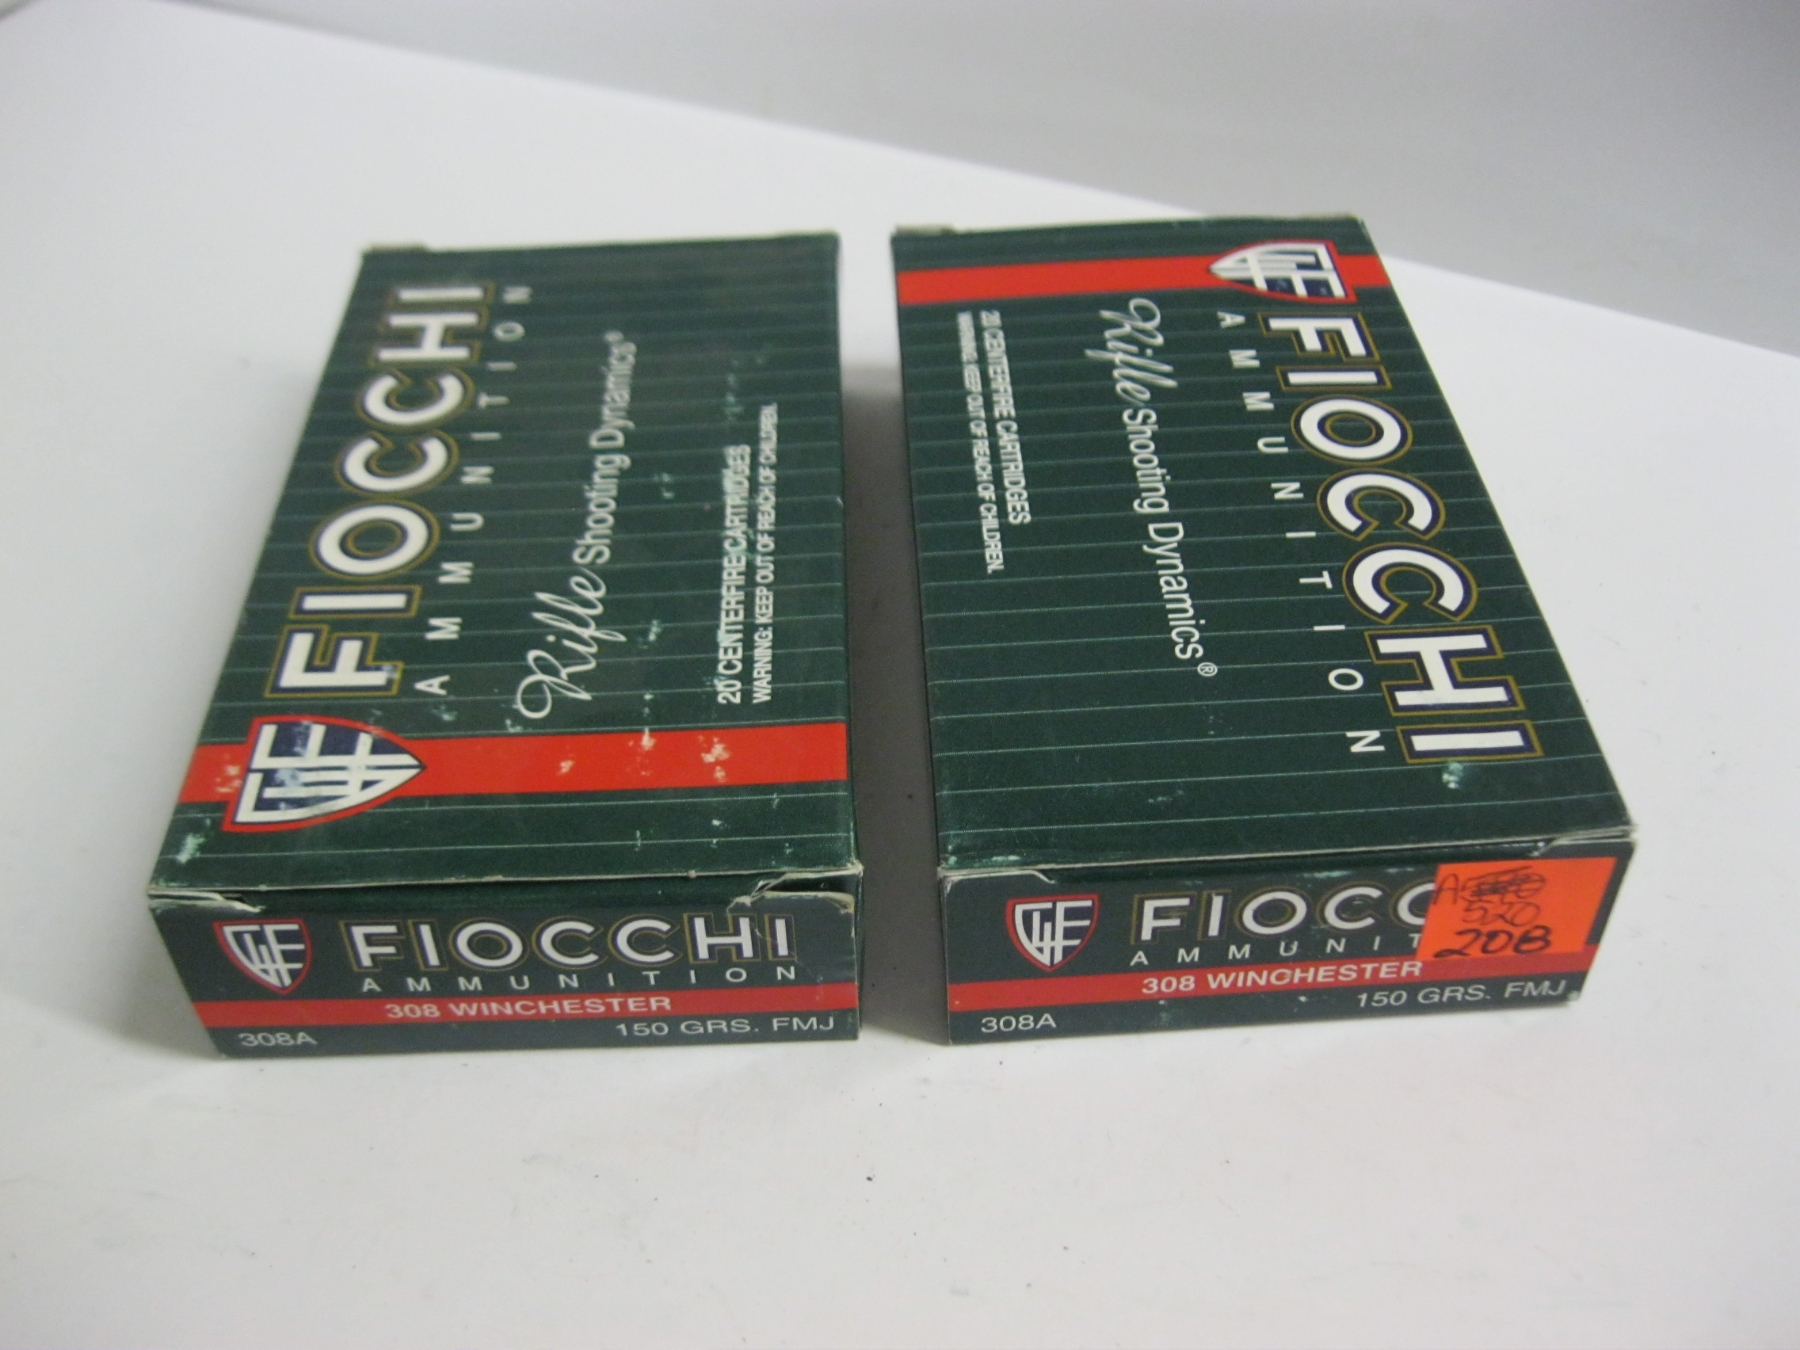 FIOCCHI
AMMUNITION
Rifle Shooting Dynamics®
20 CENTERFIRE CARTRIDGES
WARNING: KEEP OUT OF REACH OF CHILDREN.
FIOCCHI
AMMUNITION
308 WINCHESTER
308A
150 GRS. FMJ
FIOCCHI
AMMUNITION
Rifle Shooting Dynamics®
20 CENTERFIRE CARTRIDGES
WARNING: KEEP OUT OF REACH OF CHILDREN.
FIOCC
AMMUNIT
308 WINCHESTER
308A
150 GRS. FMJ
520
20B